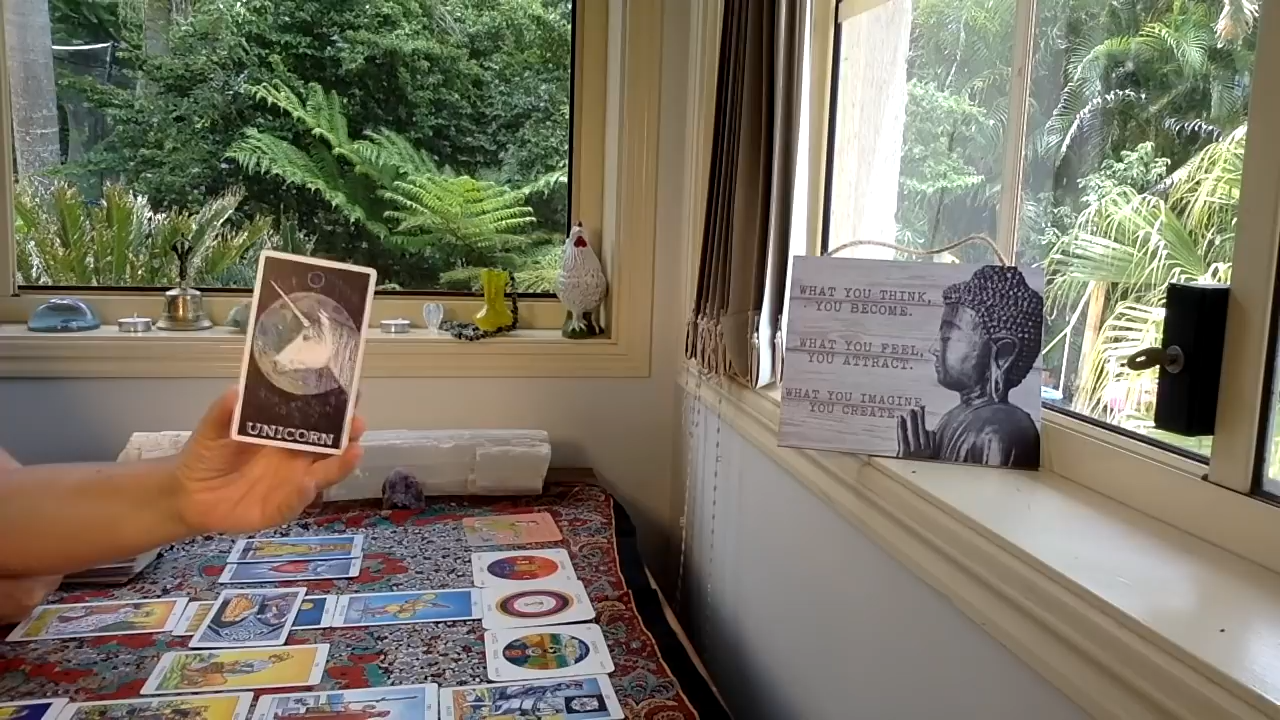 UNICORN
WHAT YOU THINK,
YOU BECOME.
WHAT YOU FEEL,
YOU ATTRACT.
WHAT YOU IMAGINE
YOU CREATE